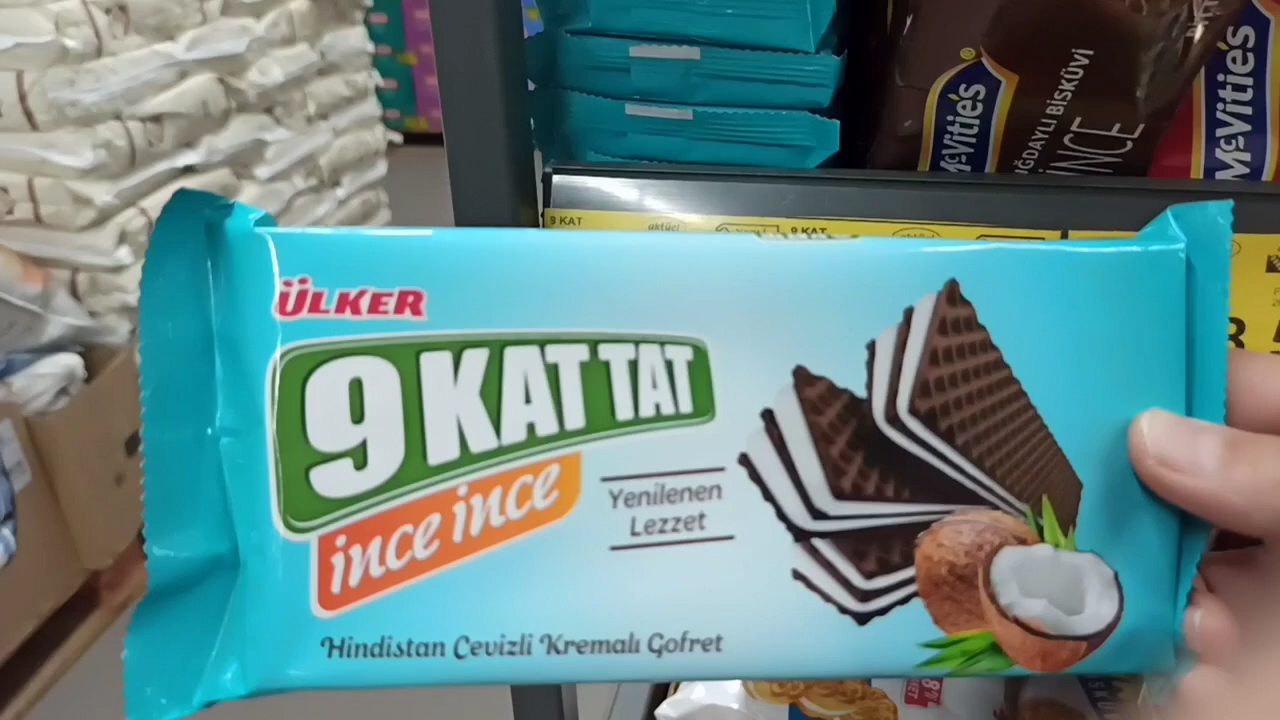 McVitie's
BİSKÜVİ
İNCE
McVitie's
9 KAT
aktüel
9 KAT
ÜLKER
9 KAT TAT
ince ince
Yenilenen
Lezzet
Hindistan Cevizli Kremalı Gofret